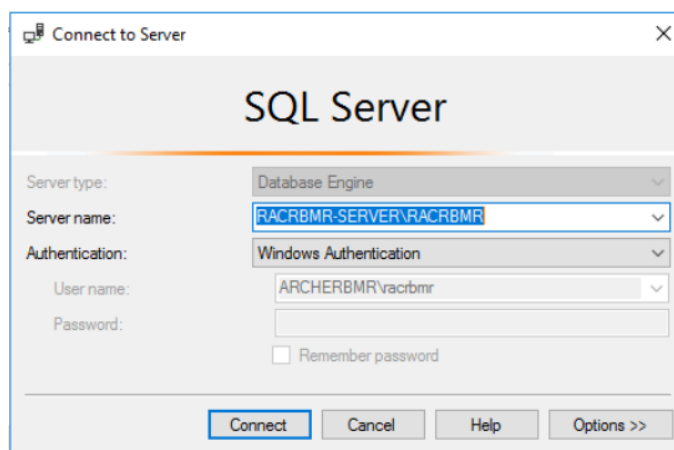 Connect to Server
SQL Server
Server type: Database Engine
Server name: RACRBMR-SERVER\RACRBMR
Authentication: Windows Authentication
User name: ARCHERBMR\racrbmr
Password:
Remember password
Connect Cancel Help Options >>